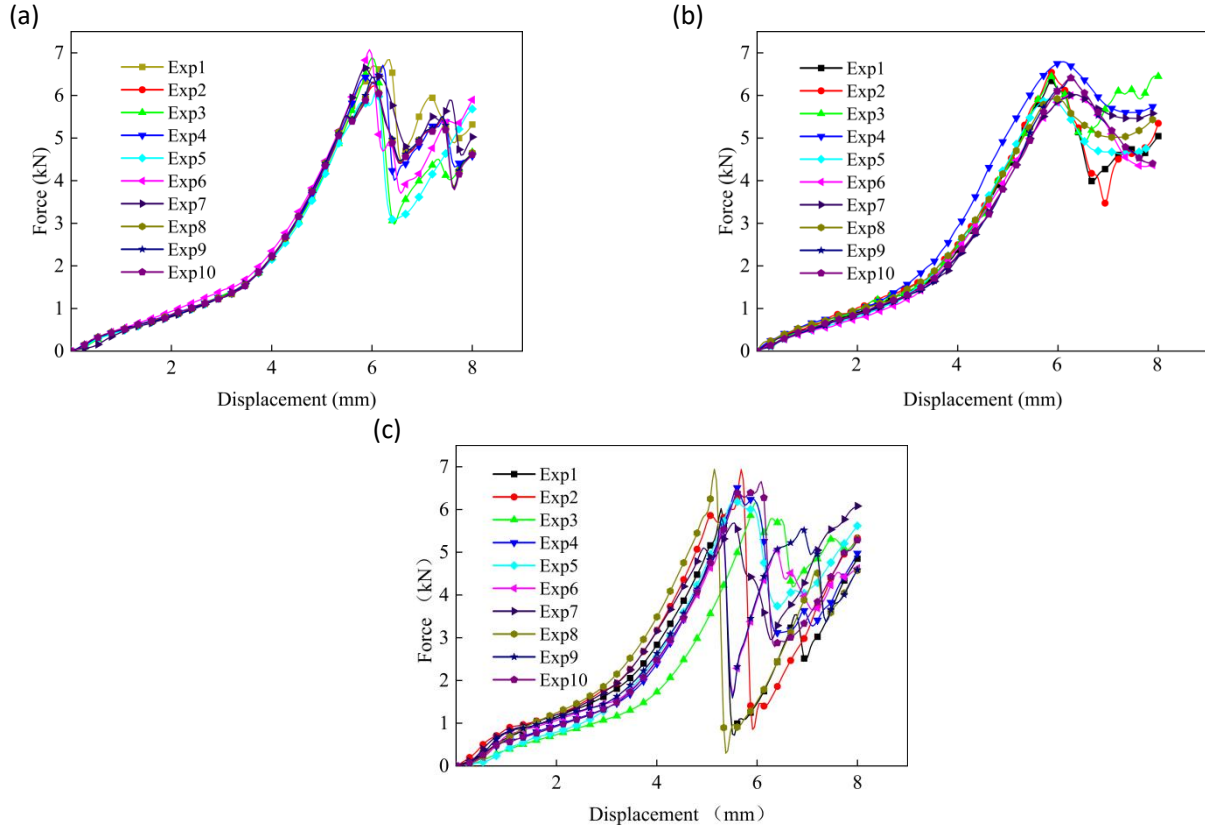 (a)
7
6
5
4
3
2
1
0
Force (kN)
Exp1
Exp2
Exp3
Exp4
Exp5
Exp6
Exp7
Exp8
Exp9
Exp10
2 4 6 8
Displacement (mm)
(b)
7
6
5
4
3
2
1
0
Force (kN)
Exp1
Exp2
Exp3
Exp4
Exp5
Exp6
Exp7
Exp8
Exp9
Exp10
2 4 6 8
Displacement (mm)
(c)
7
6
5
4
3
2
1
0
Force（kN）
Exp1
Exp2
Exp3
Exp4
Exp5
Exp6
Exp7
Exp8
Exp9
Exp10
2 4 6 8
Displacement （mm）